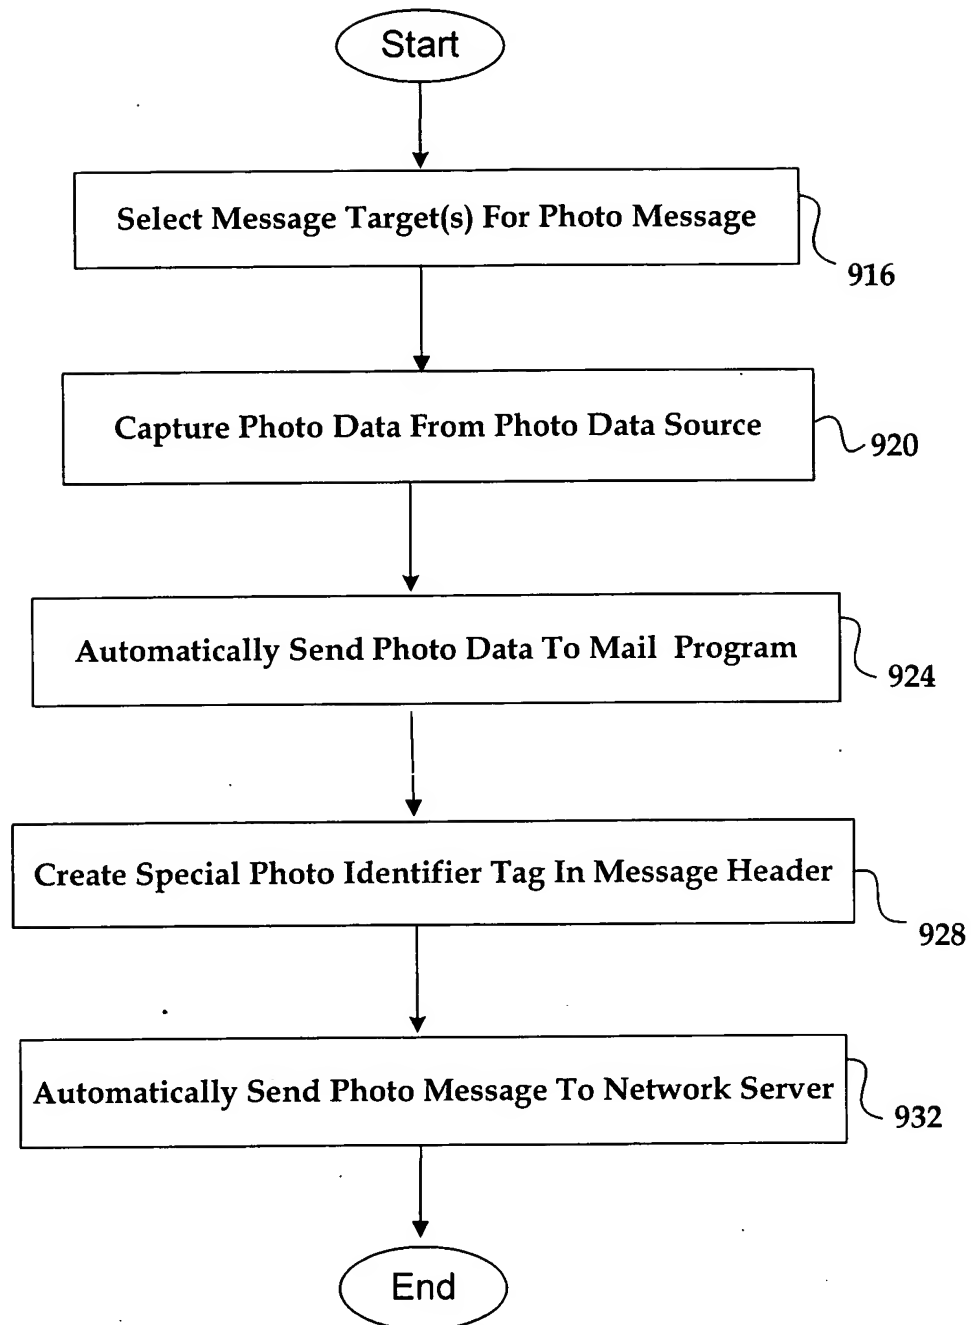 Start
Select Message Target(s) For Photo Message
916
Capture Photo Data From Photo Data Source
920
Automatically Send Photo Data To Mail Program
924
Create Special Photo Identifier Tag In Message Header
928
Automatically Send Photo Message To Network Server
932
End